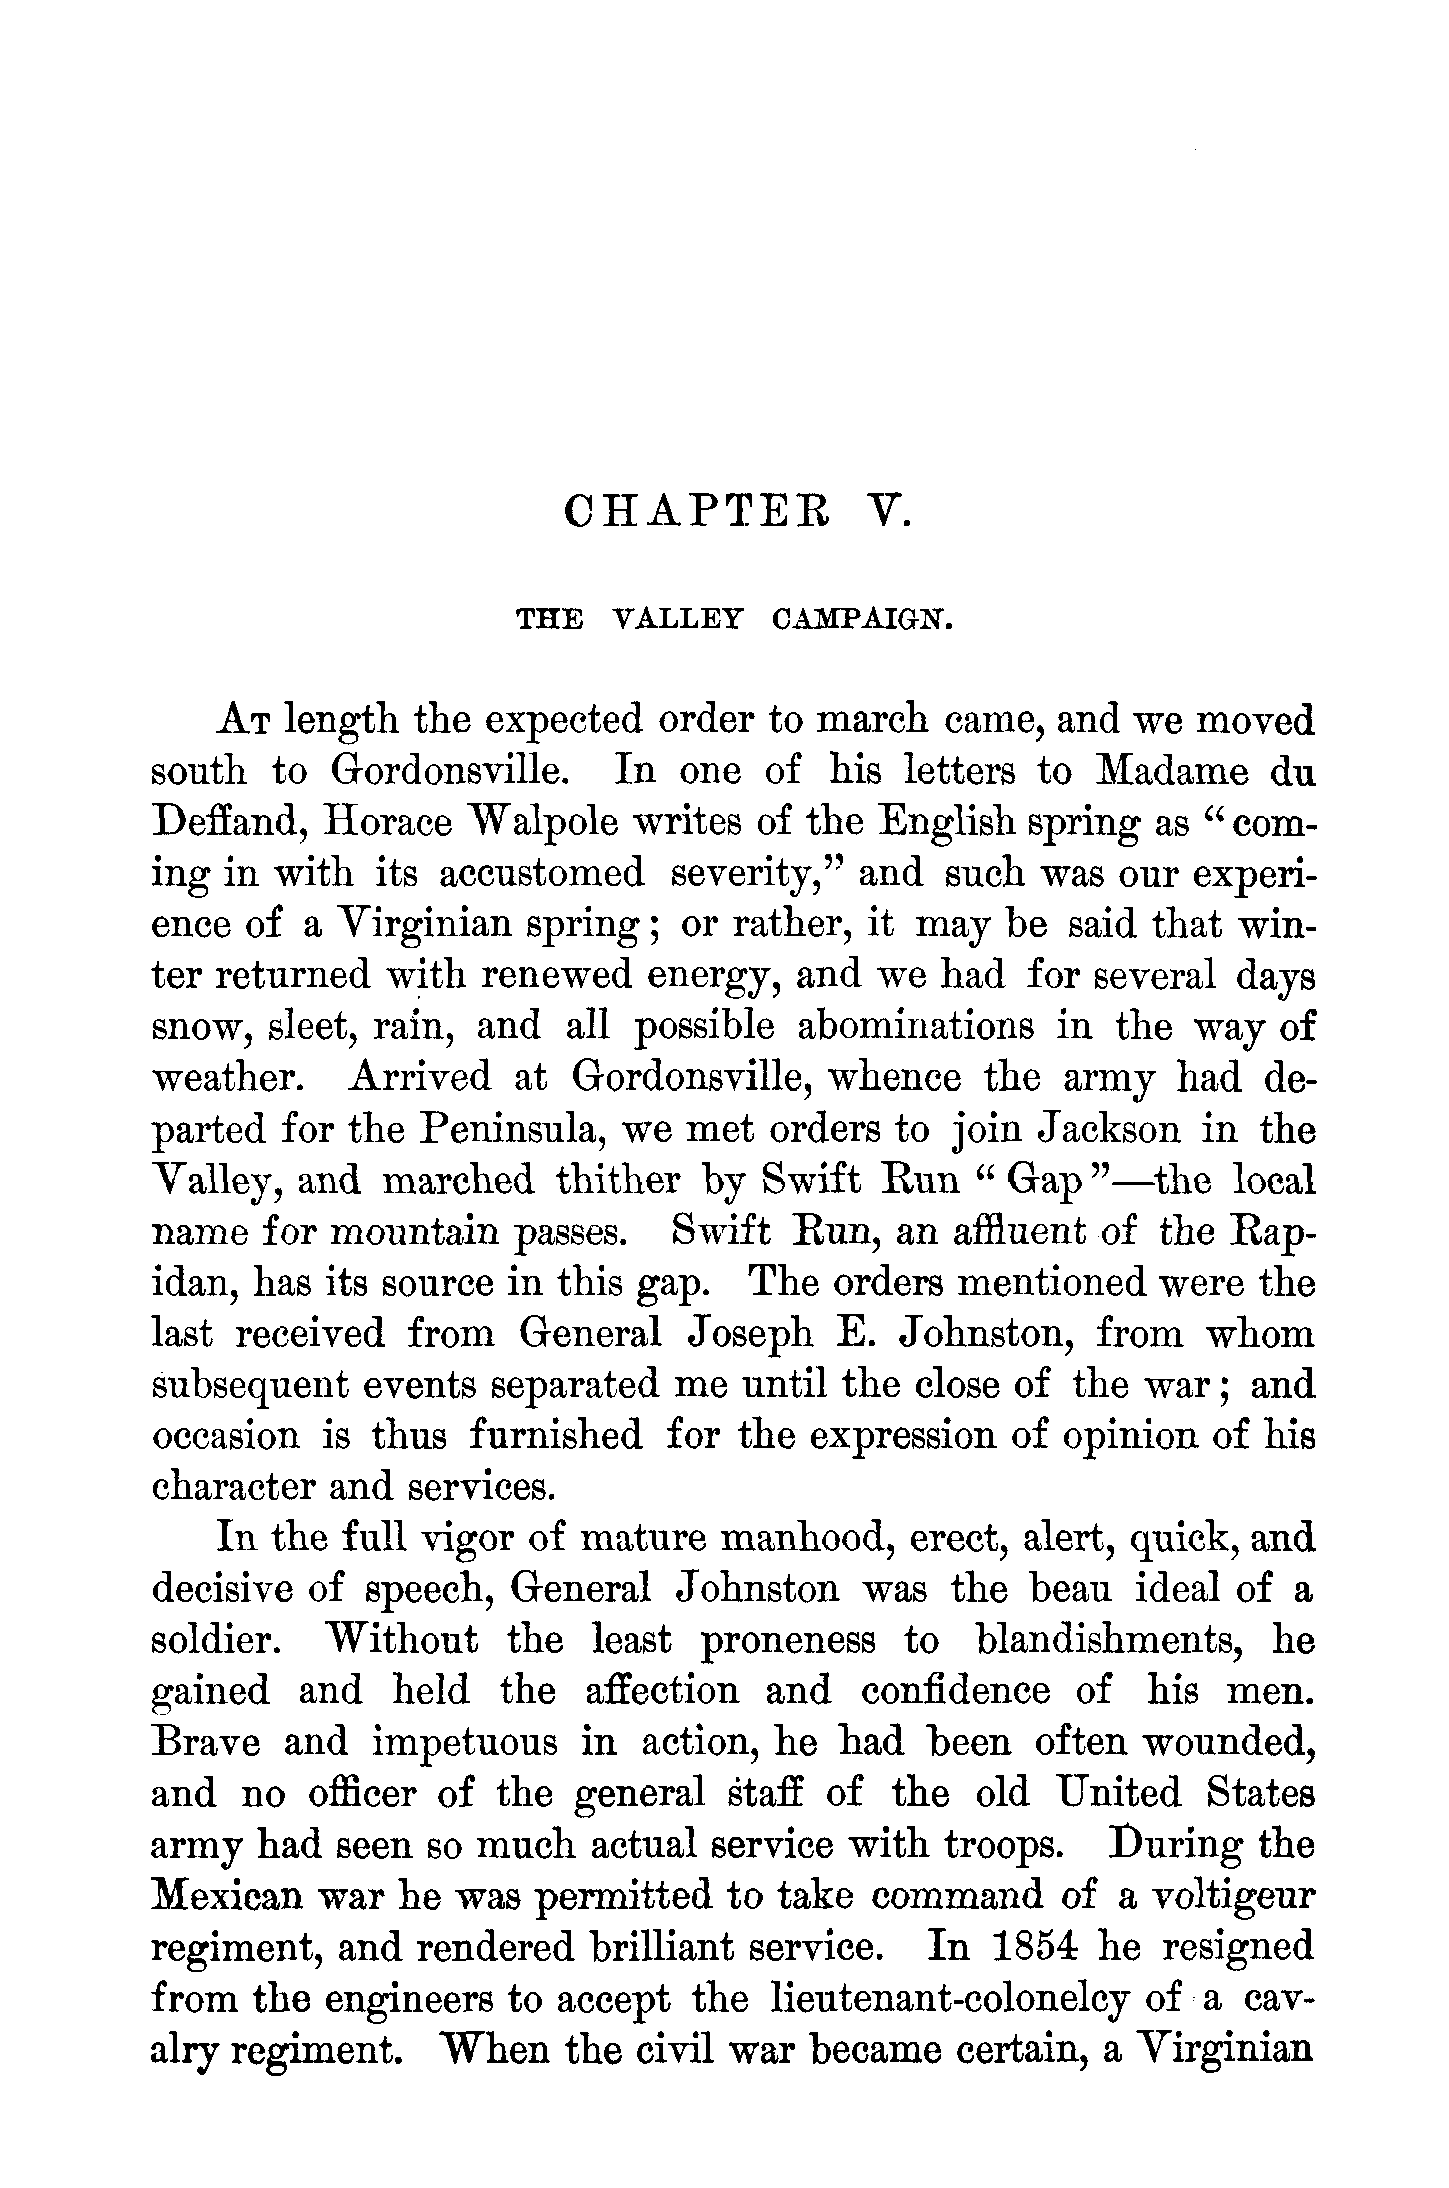 CHAPTER V.
THE VALLEY CAMPAIGN.
At length the expected order to march came, and we moved
south to Gordonsville. In one of his letters to Madame du
Deffand, Horace Walpole writes of the English spring as “com-
ing in with its accustomed severity,” and such was our experi-
ence of a Virginian spring; or rather, it may be said that win-
ter returned with renewed energy, and we had for several days
snow, sleet, rain, and all possible abominations in the way of
weather. Arrived at Gordonsville, whence the army had de-
parted for the Peninsula, we met orders to join Jackson in the
Valley, and marched thither by Swift Run “Gap”—the local
name for mountain passes. Swift Run, an affluent of the Rap-
idan, has its source in this gap. The orders mentioned were the
last received from General Joseph E. Johnston, from whom
subsequent events separated me until the close of the war; and
occasion is thus furnished for the expression of opinion of his
character and services.
In the full vigor of mature manhood, erect, alert, quick, and
decisive of speech, General Johnston was the beau ideal of a
soldier. Without the least proneness to blandishments, he
gained and held the affection and confidence of his men.
Brave and impetuous in action, he had been often wounded,
and no officer of the general staff of the old United States
army had seen so much actual service with troops. During the
Mexican war he was permitted to take command of a voltigeur
regiment, and rendered brilliant service. In 1854 he resigned
from the engineers to accept the lieutenant-colonelcy of a cav-
alry regiment. When the civil war became certain, a Virginian